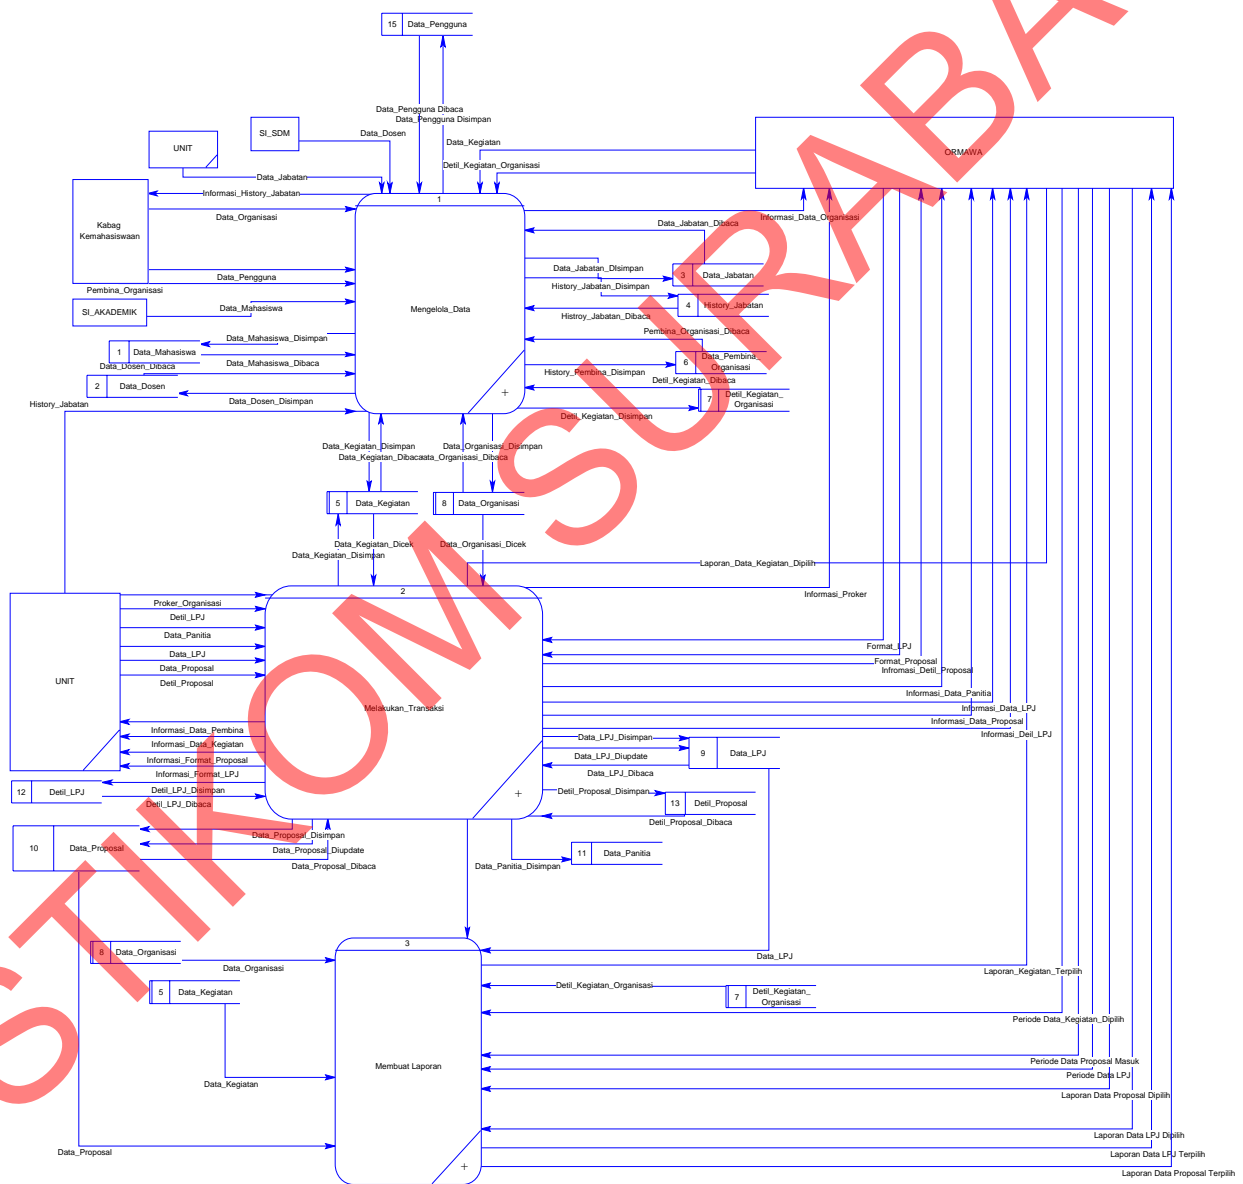 15 Data_Pengguna
Data_Pengguna Dibaca
Data_Pengguna Disimpan
SI_SDM
Data_Dosen
UNIT
Data_Jabatan
Data_Kegiatan
Detil_Kegiatan_Organisasi
ORMAWA
Kabag
Kemahasiswaan
Informasi_History_Jabatan
Data_Organisasi
Data_Pengguna
Pembina_Organisasi
SI_AKADEMIK
Data_Mahasiswa
1
Mengelola_Data
+
Informasi_Data_Organisasi
Data_Jabatan_Dibaca
Data_Jabatan_DIsimpan
3 Data_Jabatan
History_Jabatan_Disimpan
4 History_Jabatan
Histroy_Jabatan_Dibaca
Pembina_Organisasi_Dibaca
6 Data_Pembina_
Organisasi
History_Pembina_Disimpan
Detil_Kegiatan_Dibaca
7 Detil_Kegiatan_
Organisasi
Detil_Kegiatan_Disimpan
Data_Mahasiswa_Disimpan
1 Data_Mahasiswa
Data_Mahasiswa_Dibaca
Data_Dosen_Dibaca
2 Data_Dosen
Data_Dosen_Disimpan
History_Jabatan
Data_Kegiatan_Disimpan
Data_Kegiatan_Dibaca
Data_Organisasi_Disimpan
Data_Organisasi_Dibaca
5 Data_Kegiatan
8 Data_Organisasi
Data_Kegiatan_Dicek
Data_Kegiatan_Disimpan
Data_Organisasi_Dicek
Laporan_Data_Kegiatan_Dipilih
Informasi_Proker
2
Melakukan_Transaksi
+
UNIT
Proker_Organisasi
Detil_LPJ
Data_Panitia
Data_LPJ
Data_Proposal
Detil_Proposal
Informasi_Data_Pembina
Informasi_Data_Kegiatan
Informasi_Format_Proposal
Informasi_Format_LPJ
12 Detil_LPJ
Detil_LPJ_Disimpan
Detil_LPJ_Dibaca
10 Data_Proposal
Data_Proposal_Disimpan
Data_Proposal_Diupdate
Data_Proposal_Dibaca
Format_LPJ
Format_Proposal
Infromasi_Detil_Proposal
Informasi_Data_Panitia
Informasi_Data_LPJ
Informasi_Data_Proposal
Informasi_Deil_LPJ
Data_LPJ_Disimpan
9 Data_LPJ
Data_LPJ_Diupdate
Data_LPJ_Dibaca
Detil_Proposal_Disimpan
13 Detil_Proposal
Detil_Proposal_Dibaca
11 Data_Panitia
Data_Panitia_Disimpan
3
Membuat Laporan
+
8 Data_Organisasi
Data_Organisasi
5 Data_Kegiatan
Data_Kegiatan
Data_Proposal
Data_LPJ
Laporan_Kegiatan_Terpilih
Detil_Kegiatan_Organisasi
7 Detil_Kegiatan_
Organisasi
Periode Data_Kegiatan_Dipilih
Periode Data Proposal Masuk
Periode Data LPJ
Laporan Data Proposal Dipilih
Laporan Data LPJ Dipilih
Laporan Data LPJ Terpilih
Laporan Data Proposal Terpilih
STIKOM SURABA